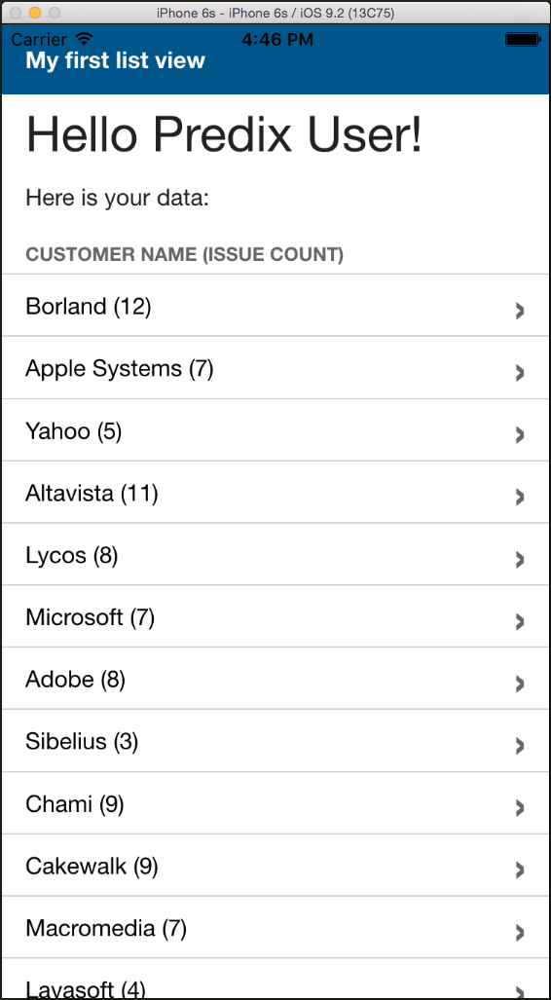 iPhone 6s - iPhone 6s / iOS 9.2 (13C75)
Carrier 4:46 PM
My first list view
Hello Predix User!
Here is your data:
CUSTOMER NAME (ISSUE COUNT)
Borland (12)
Apple Systems (7)
Yahoo (5)
Altavista (11)
Lycos (8)
Microsoft (7)
Adobe (8)
Sibelius (3)
Chami (9)
Cakewalk (9)
Macromedia (7)
Lavasoft (4)